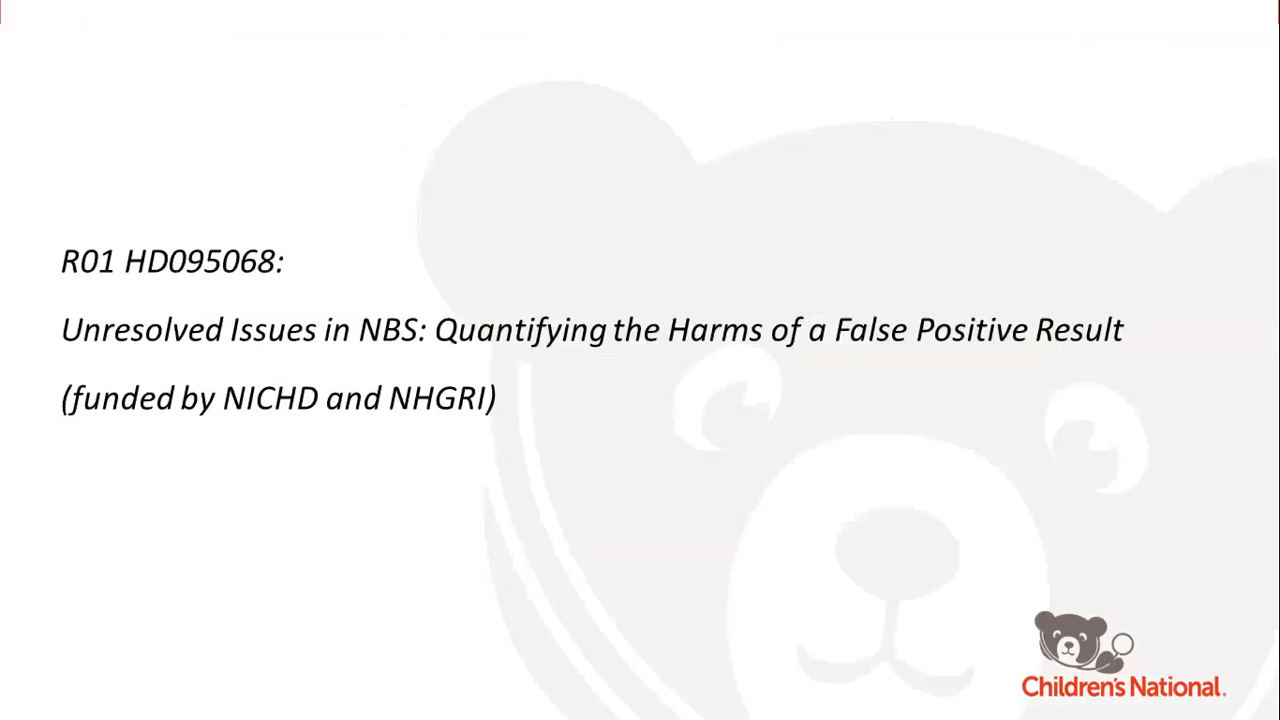 R01 HD095068:
Unresolved Issues in NBS: Quantifying the Harms of a False Positive Result
(funded by NICHD and NHGRI)
Children's National.